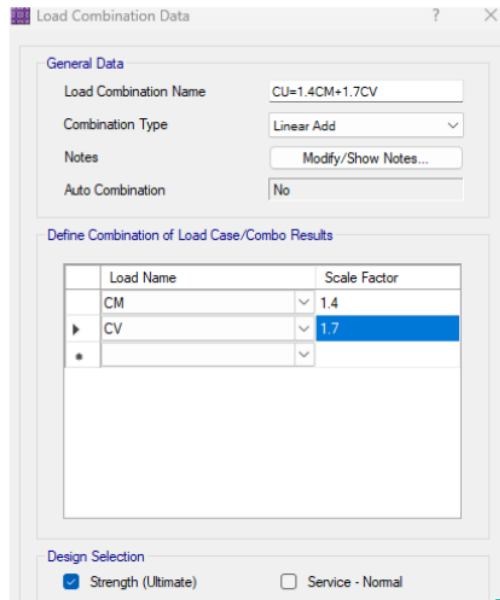 Load Combination Data ? ×
General Data
Load Combination Name CU=1.4CM+1.7CV
Combination Type Linear Add
Notes Modify/Show Notes...
Auto Combination No
Define Combination of Load Case/Combo Results
Load Name Scale Factor
CM 1.4
CV 1.7
Design Selection
Strength (Ultimate) Service - Normal